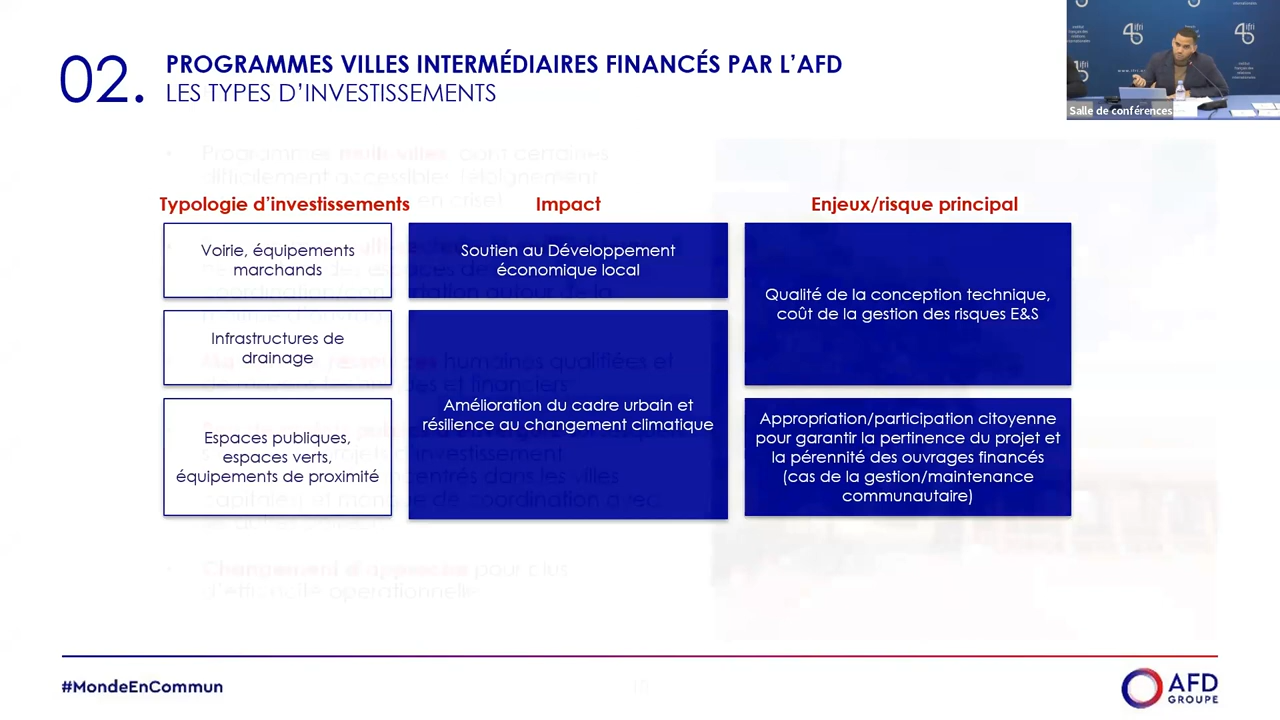 02.
PROGRAMMES VILLES INTERMÉDIAIRES FINANCÉS PAR L'AFD
LES TYPES D'INVESTISSEMENTS
ifri
ifri
Salle de conférences
Typologie d'investissements
Impact
Enjeux/risque principal
Voirie, équipements
marchands
Soutien au Développement
économique local
Qualité de la conception technique,
coût de la gestion des risques E&S
Infrastructures de
drainage
Amélioration du cadre urbain et
résilience au changement climatique
Espaces publiques,
espaces verts,
équipements de proximité
Appropriation/participation citoyenne
pour garantir la pertinence du projet et
la pérennité des ouvrages financés
(cas de la gestion/maintenance
communautaire)
#MondeEnCommun
AFD
GROUPE